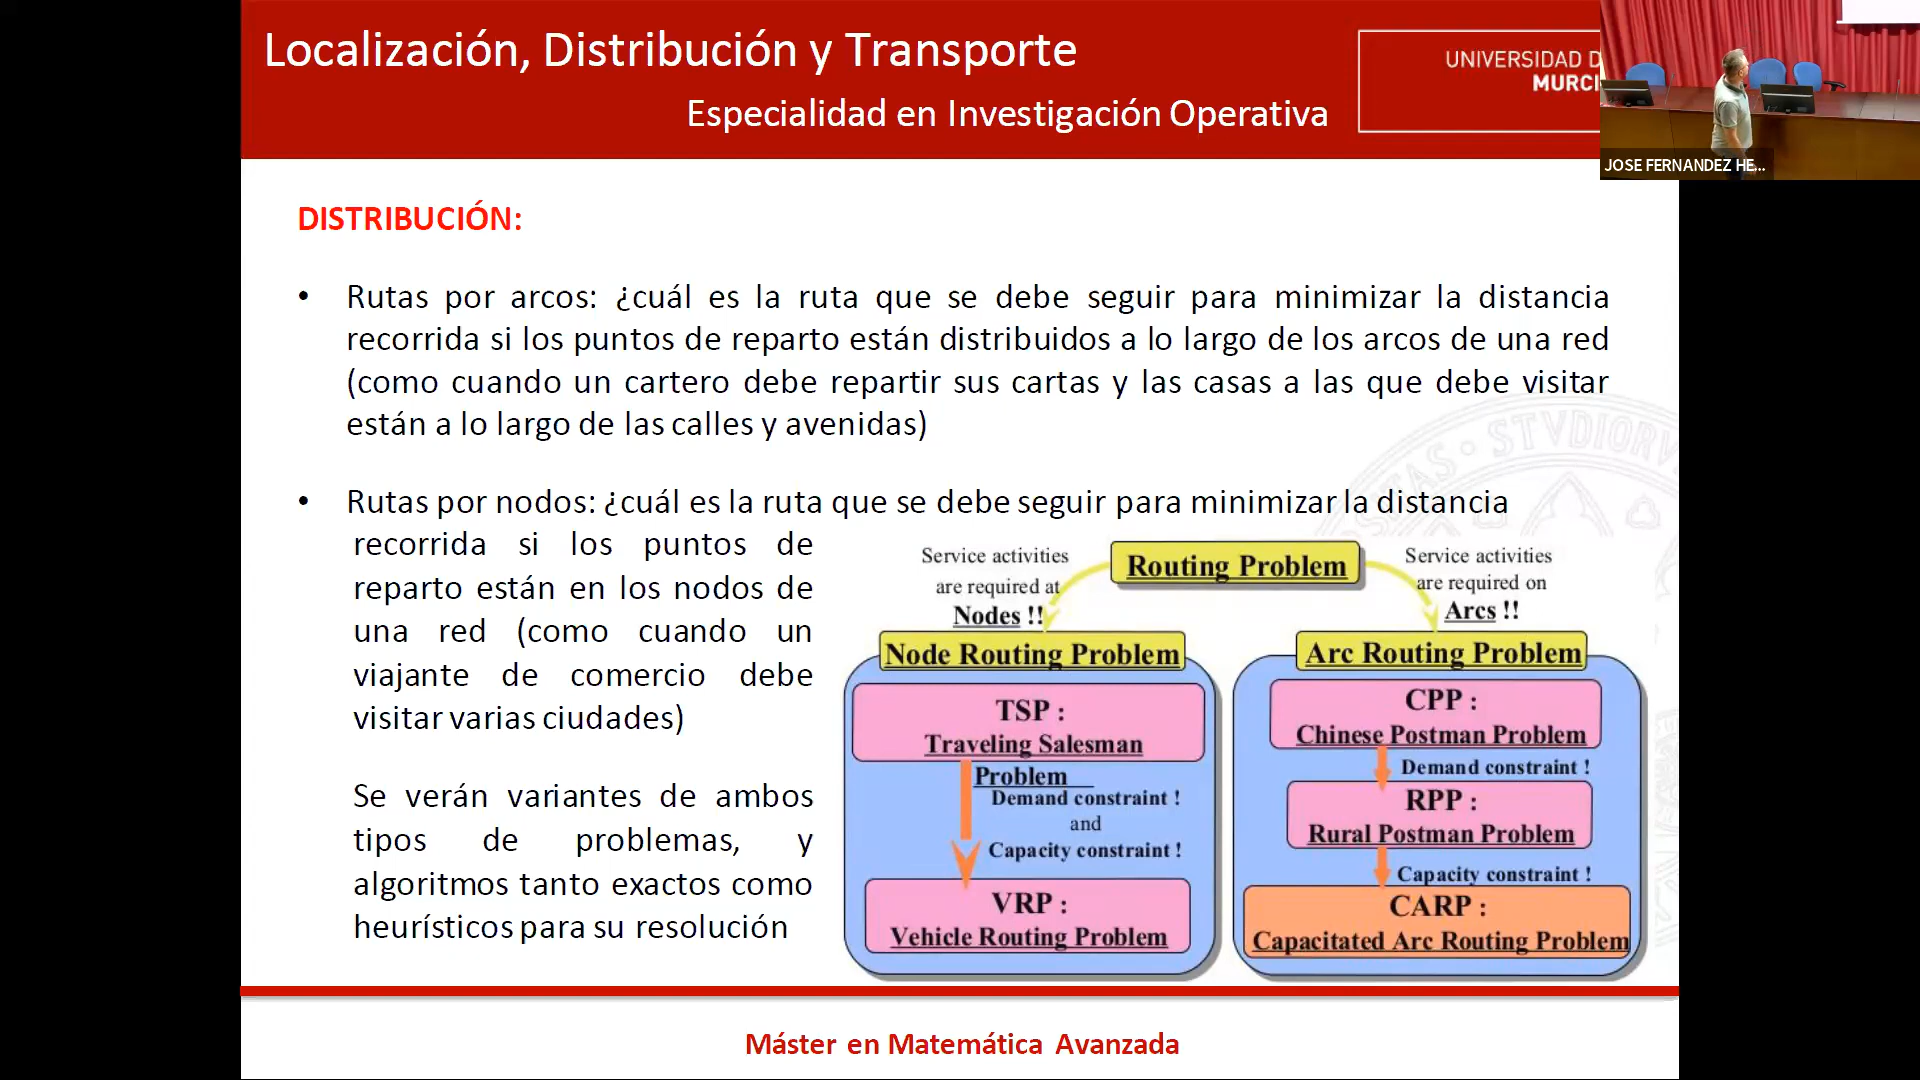 Localización, Distribución y Transporte
Especialidad en Investigación Operativa
UNIVERSIDAD D
MURCI
JOSE FERNANDEZ HE...
DISTRIBUCIÓN:
• Rutas por arcos: ¿cuál es la ruta que se debe seguir para minimizar la distancia
recorrida si los puntos de reparto están distribuidos a lo largo de los arcos de una red
(como cuando un cartero debe repartir sus cartas y las casas a las que debe visitar
están a lo largo de las calles y avenidas)
• Rutas por nodos: ¿cuál es la ruta que se debe seguir para minimizar la distancia
recorrida si los puntos de
reparto están en los nodos de
una red (como cuando un
viajante de comercio debe
visitar varias ciudades)
Se verán variantes de ambos
tipos de problemas, y
algoritmos tanto exactos como
heurísticos para su resolución
Routing Problem
Service activities
are required at
Nodes !!
Service activities
are required on
Arcs !!
Node Routing Problem
TSP :
Traveling Salesman
Problem
Demand constraint !
and
Capacity constraint !
VRP :
Vehicle Routing Problem
Arc Routing Problem
CPP :
Chinese Postman Problem
Demand constraint !
RPP :
Rural Postman Problem
Capacity constraint !
CARP :
Capacitated Arc Routing Problem
Máster en Matemática Avanzada